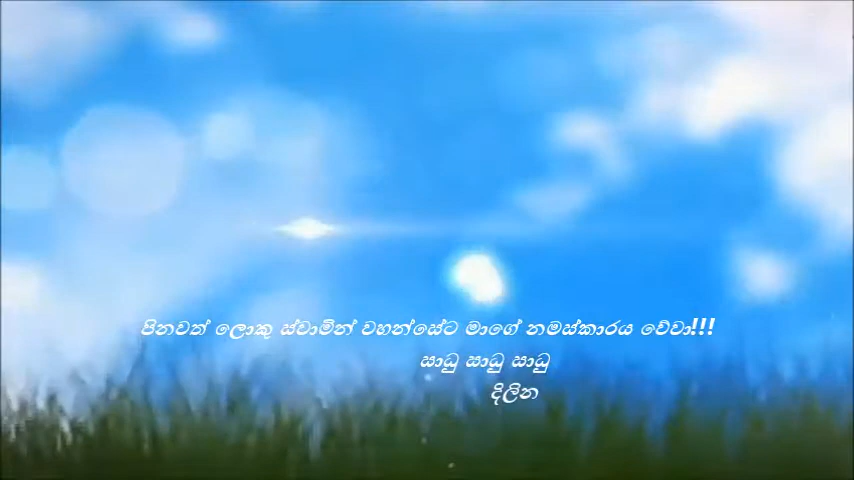 පිනවත් ලොකු ස්වාමින් වහන්සේට මාගේ නමස්කාරය වේවා!!!
සාධු සාධු සාධු
දිලින